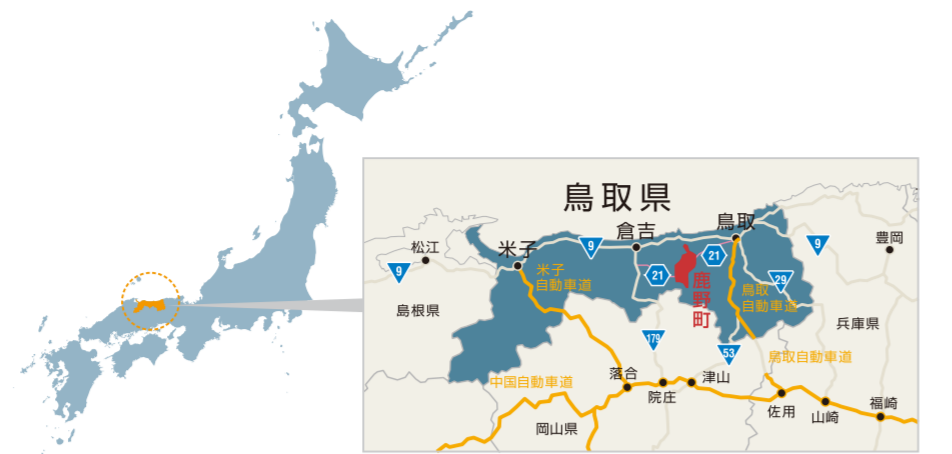 鳥取県
倉吉
鳥取
米子
松江
9
9
9
豊岡
21
21
29
米子
自動車道
鳥取
自動車道
鹿野町
島根県
兵庫県
179
53
鳥取自動車道
中国自動車道
落合
院庄
津山
佐用
山崎
福崎
岡山県